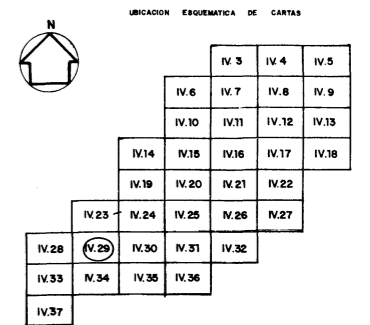 UBICACION ESQUEMATICA DE CARTAS
N
IV. 3 IV. 4 IV. 5
IV. 6 IV. 7 IV. 8 IV. 9
IV. 10 IV. 11 IV. 12 IV. 13
IV. 14 IV. 15 IV. 16 IV. 17 IV. 18
IV. 19 IV. 20 IV. 21 IV. 22
IV. 23 IV. 24 IV. 25 IV. 26 IV. 27
IV. 28 IV. 29 IV. 30 IV. 31 IV. 32
IV. 33 IV. 34 IV. 35 IV. 36
IV. 37